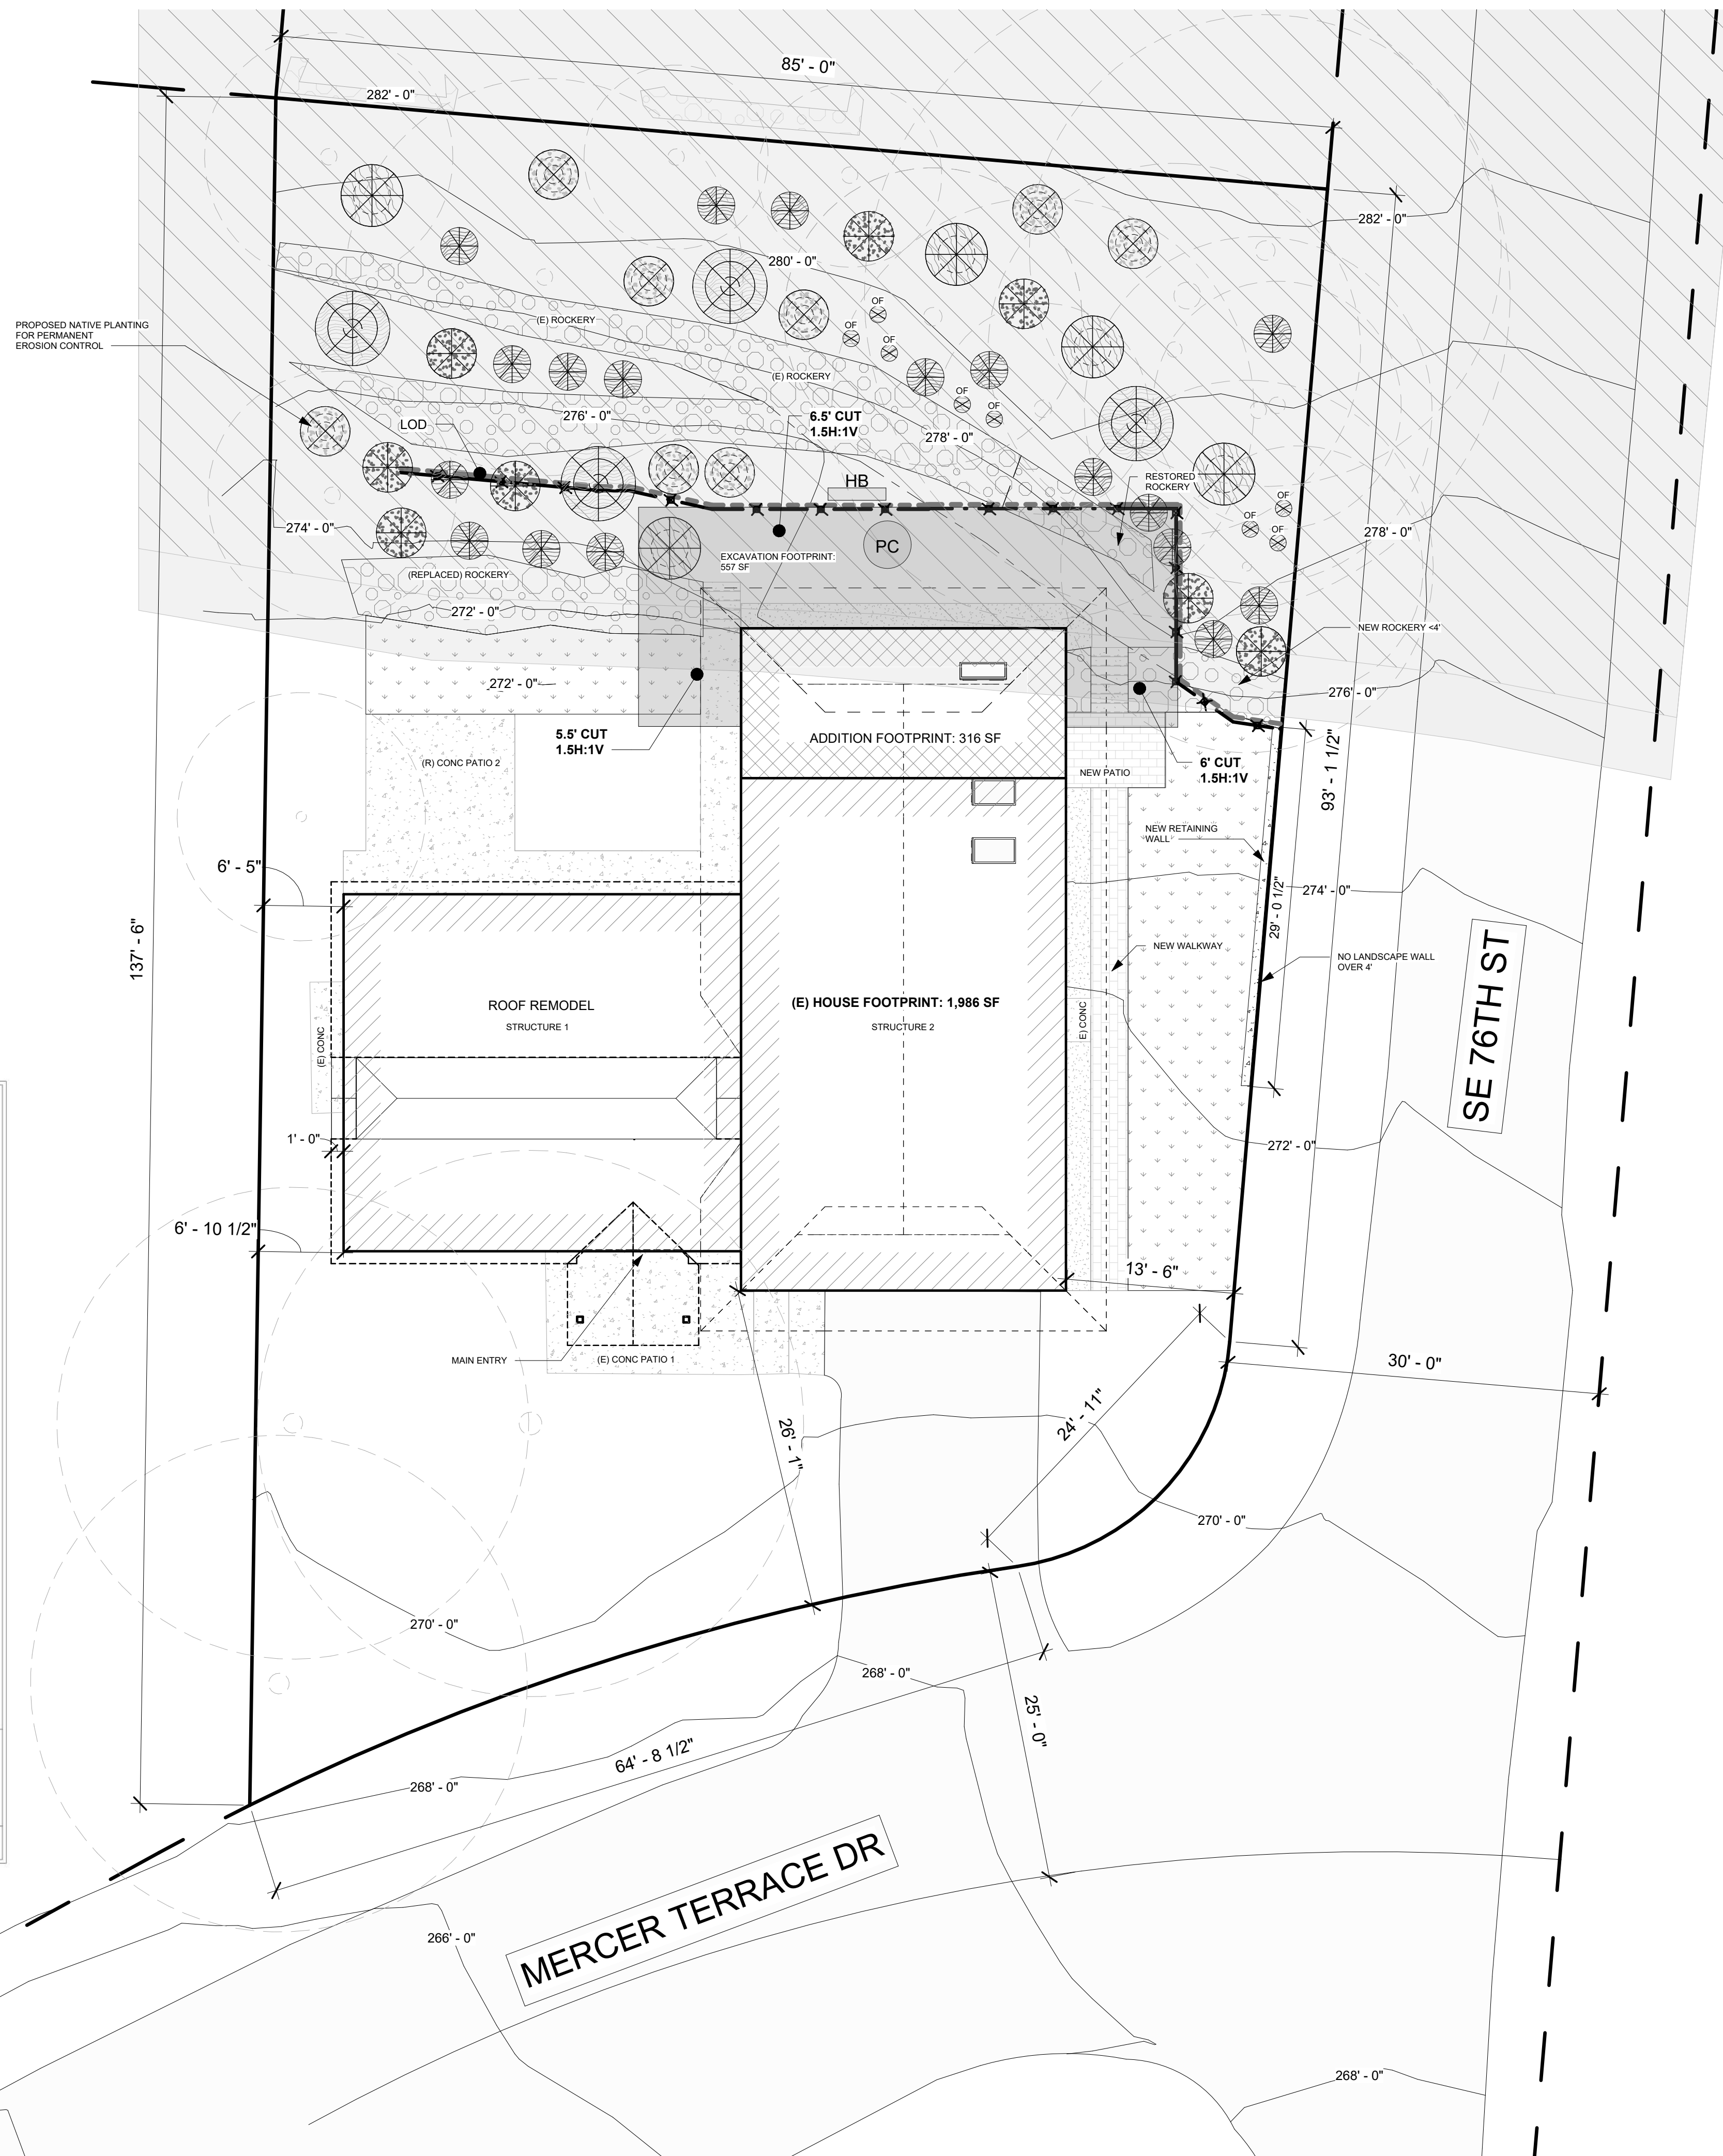 85' - 0"
282' - 0"
282' - 0"
280' - 0"
OF
OF
OF
(E) ROCKERY
PROPOSED NATIVE PLANTING
FOR PERMANENT
EROSION CONTROL
(E) ROCKERY
OF
OF
276' - 0"
6.5' CUT
1.5H:1V
LOD
278' - 0"
HB
RESTORED
ROCKERY
OF
OF
OF
274' - 0"
278' - 0"
PC
EXCAVATION FOOTPRINT:
557 SF
(REPLACED) ROCKERY
272' - 0"
NEW ROCKERY <4'
272' - 0"
276' - 0"
5.5' CUT
1.5H:1V
ADDITION FOOTPRINT: 316 SF
(R) CONC PATIO 2
NEW PATIO
6' CUT
1.5H:1V
93' - 1 1/2"
NEW RETAINING
WALL
6' - 5"
274' - 0"
29' - 0 1/2"
137' - 6"
NEW WALKWAY
NO LANDSCAPE WALL
OVER 4'
SE 76TH ST
ROOF REMODEL
STRUCTURE 1
(E) HOUSE FOOTPRINT: 1,986 SF
STRUCTURE 2
(E) CONC
E) CONC
1' - 0"
272' - 0"
6' - 10 1/2"
13' - 6"
MAIN ENTRY
(E) CONC PATIO 1
30' - 0"
24' - 11"
26' - 1"
270' - 0"
270' - 0"
268' - 0"
25' - 0"
64' - 8 1/2"
268' - 0"
MERCER TERRACE DR
266' - 0"
268' - 0"